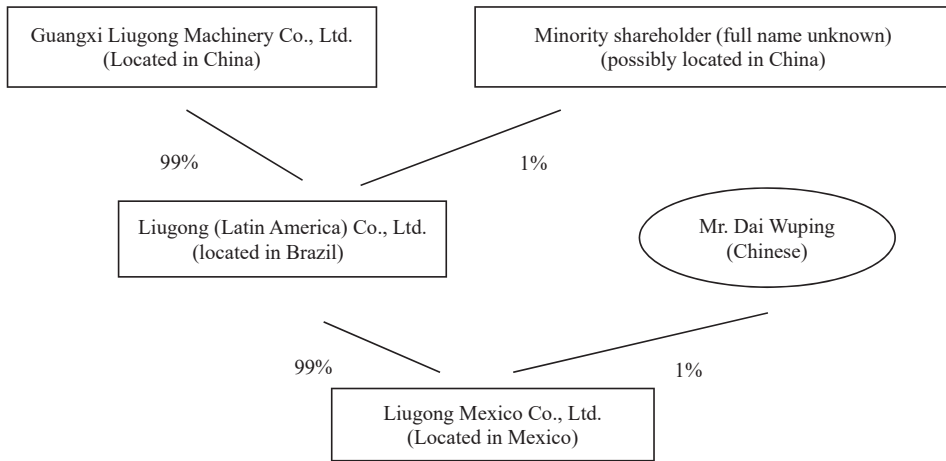 Guangxi Liugong Machinery Co., Ltd.
(Located in China)
Minority shareholder (full name unknown)
(possibly located in China)
99%
1%
Liugong (Latin America) Co., Ltd.
(located in Brazil)
Mr. Dai Wuping
(Chinese)
99%
1%
Liugong Mexico Co., Ltd.
(Located in Mexico)